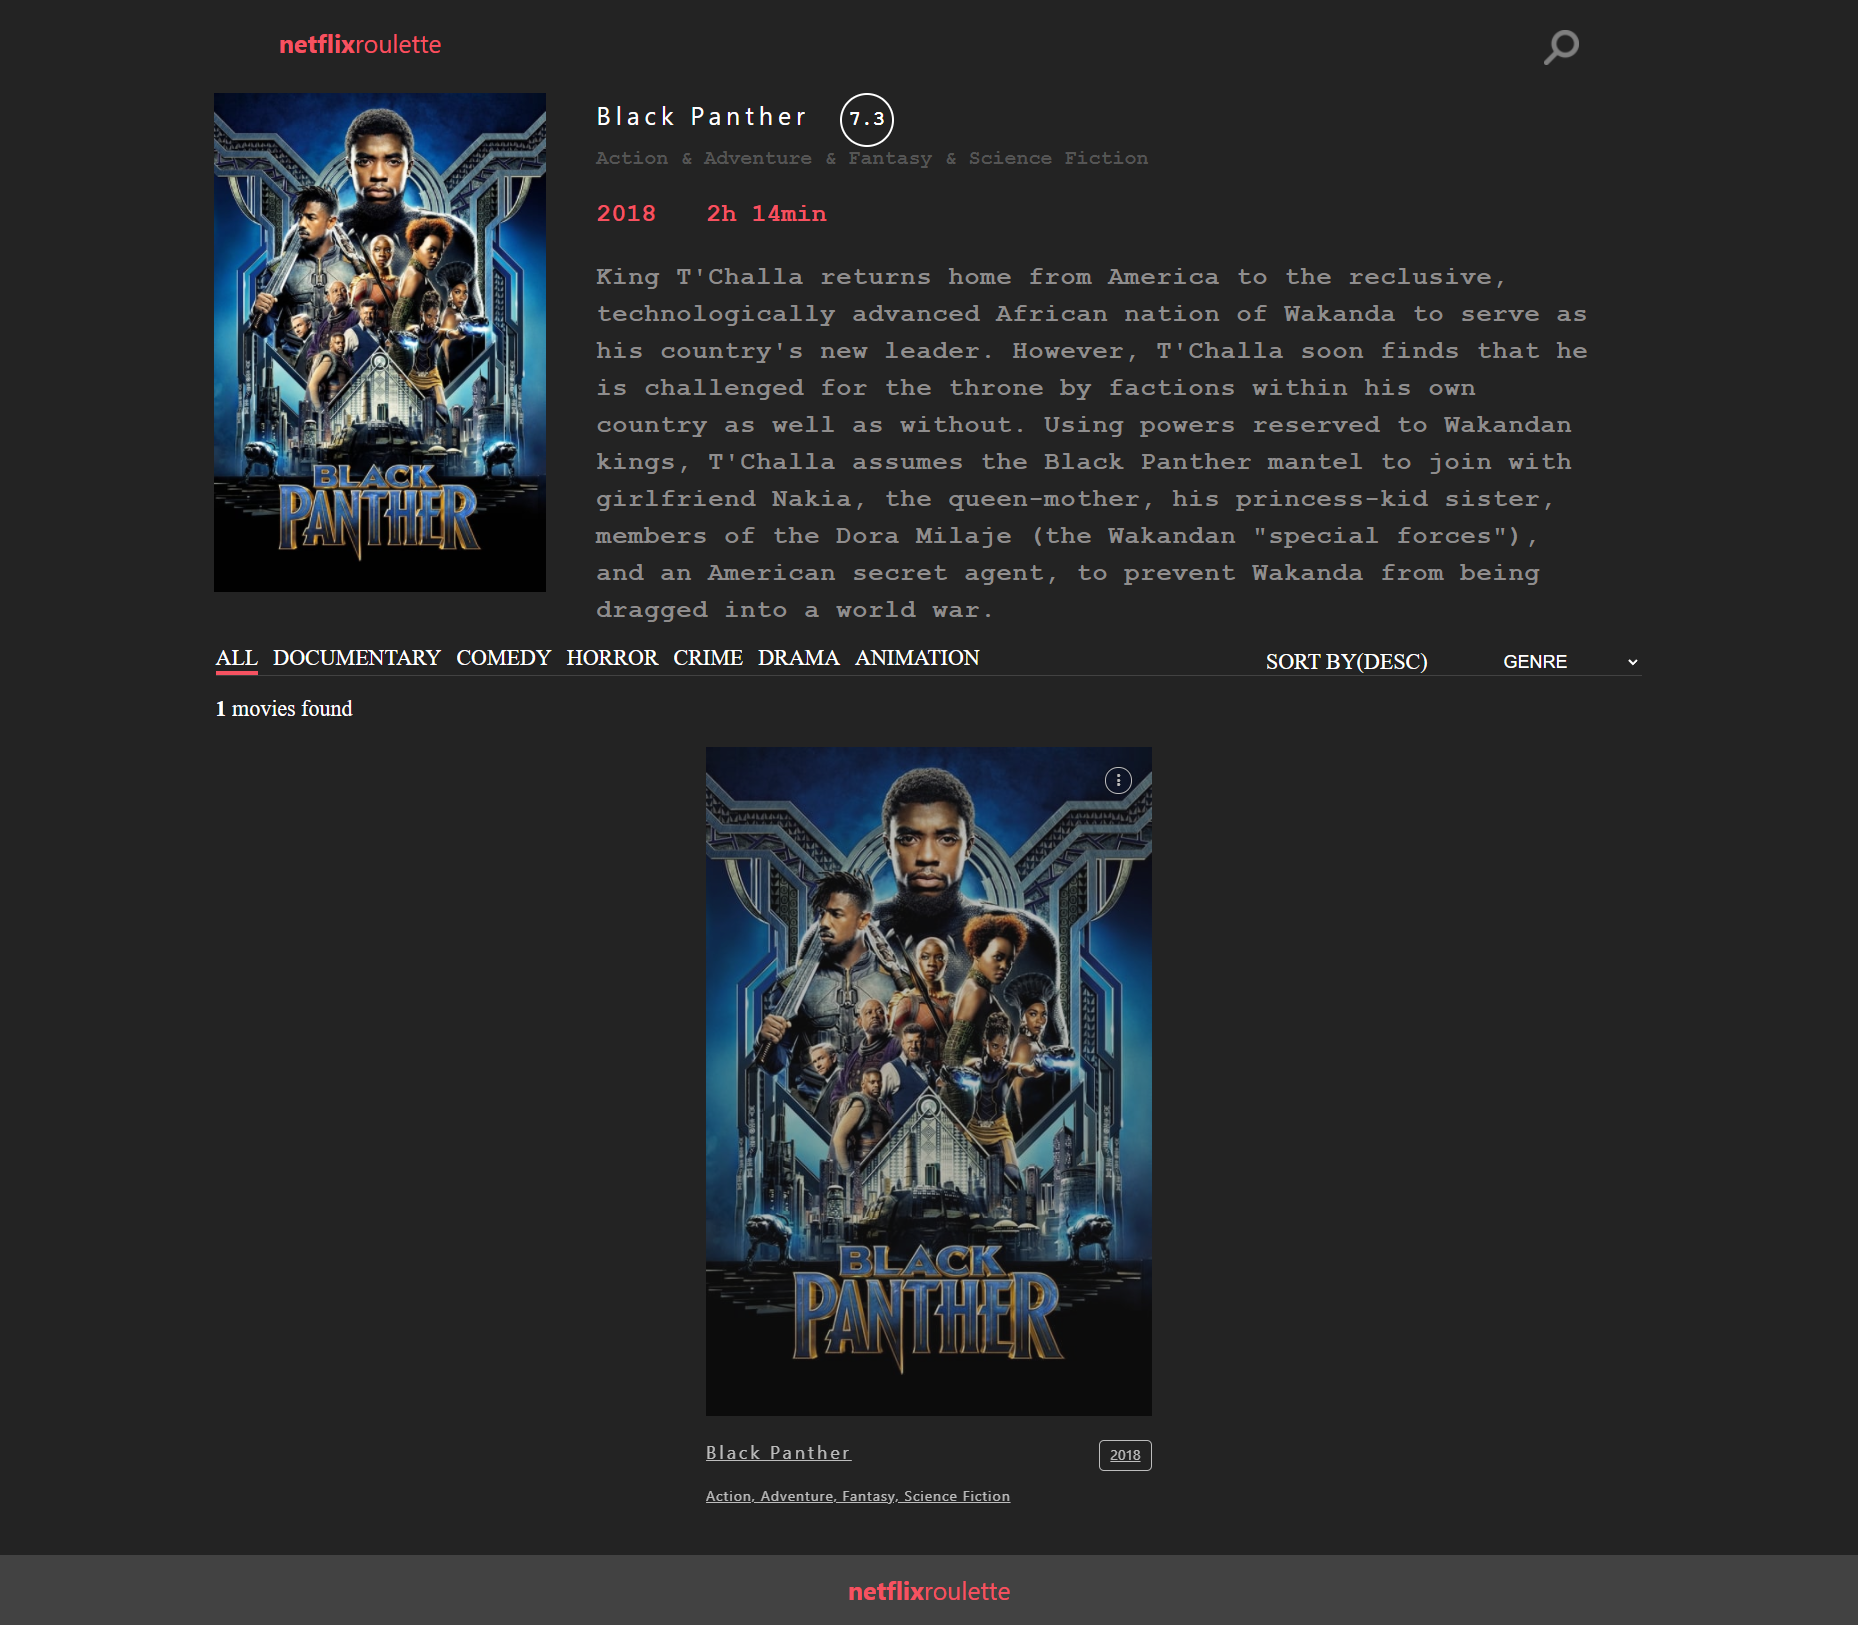 netflixroulette
Black Panther 7.3
Action & Adventure & Fantasy & Science Fiction
2018 2h 14min
King T'Challa returns home from America to the reclusive,
technologically advanced African nation of Wakanda to serve as
his country's new leader. However, T'Challa soon finds that he
is challenged for the throne by factions within his own
country as well as without. Using powers reserved to Wakandan
kings, T'Challa assumes the Black Panther mantel to join with
girlfriend Nakia, the queen-mother, his princess-kid sister,
members of the Dora Milaje (the Wakandan "special forces"),
and an American secret agent, to prevent Wakanda from being
dragged into a world war.
BLACK
PANTHER
ALL DOCUMENTARY COMEDY HORROR CRIME DRAMA ANIMATION SORT BY(DESC) GENRE
1 movies found
BLACK
PANTHER
Black Panther 2018
Action, Adventure, Fantasy, Science Fiction
netflixroulette